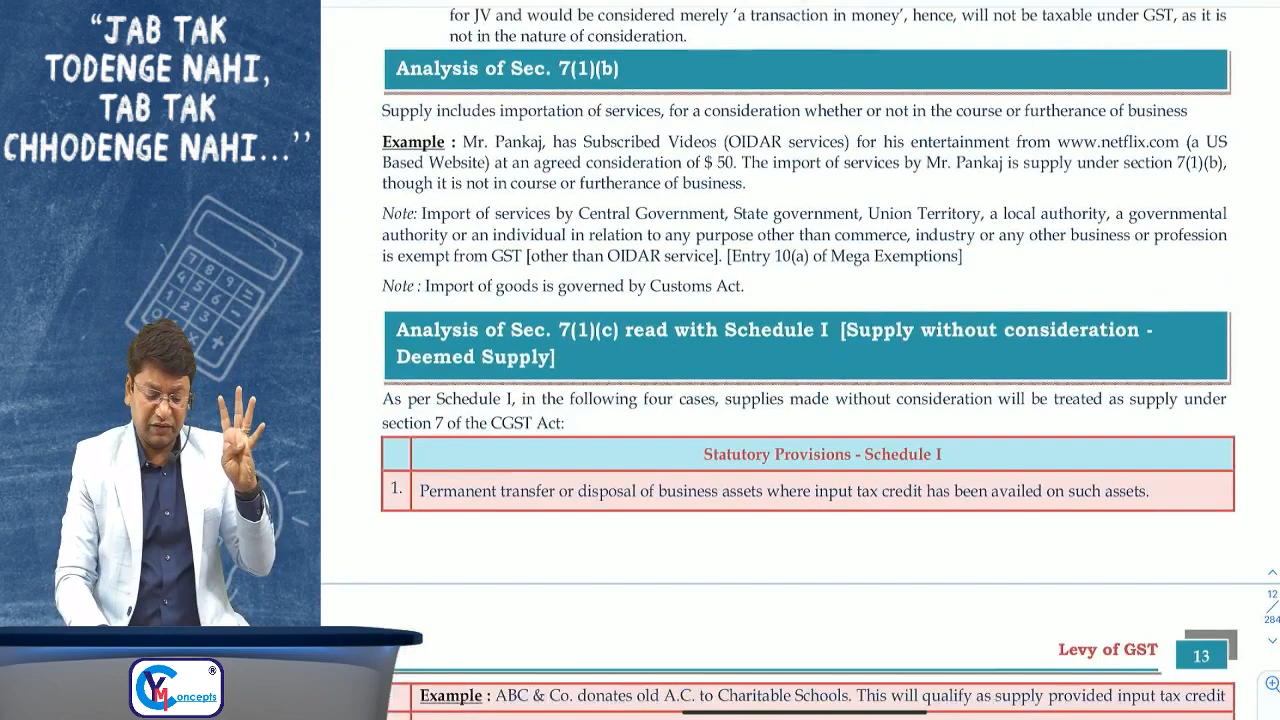 “JAB TAK
TODENGE NAHI,
TAB TAK
CHHODENGE NAHI...’’
for JV and would be considered merely ‘a transaction in money’, hence, will not be taxable under GST, as it is
not in the nature of consideration.
Analysis of Sec. 7(1)(b)
Supply includes importation of services, for a consideration whether or not in the course or furtherance of business
Example : Mr. Pankaj, has Subscribed Videos (OIDAR services) for his entertainment from www.netflix.com (a US
Based Website) at an agreed consideration of $ 50. The import of services by Mr. Pankaj is supply under section 7(1)(b),
though it is not in course or furtherance of business.
Note: Import of services by Central Government, State government, Union Territory, a local authority, a governmental
authority or an individual in relation to any purpose other than commerce, industry or any other business or profession
is exempt from GST [other than OIDAR service]. [Entry 10(a) of Mega Exemptions]
Note : Import of goods is governed by Customs Act.
Analysis of Sec. 7(1)(c) read with Schedule I [Supply without consideration -
Deemed Supply]
As per Schedule I, in the following four cases, supplies made without consideration will be treated as supply under
section 7 of the CGST Act:
Statutory Provisions - Schedule I
1. Permanent transfer or disposal of business assets where input tax credit has been availed on such assets.
12
284
Levy of GST 13
Example : ABC & Co. donates old A.C. to Charitable Schools. This will qualify as supply provided input tax credit
YM Concepts ®